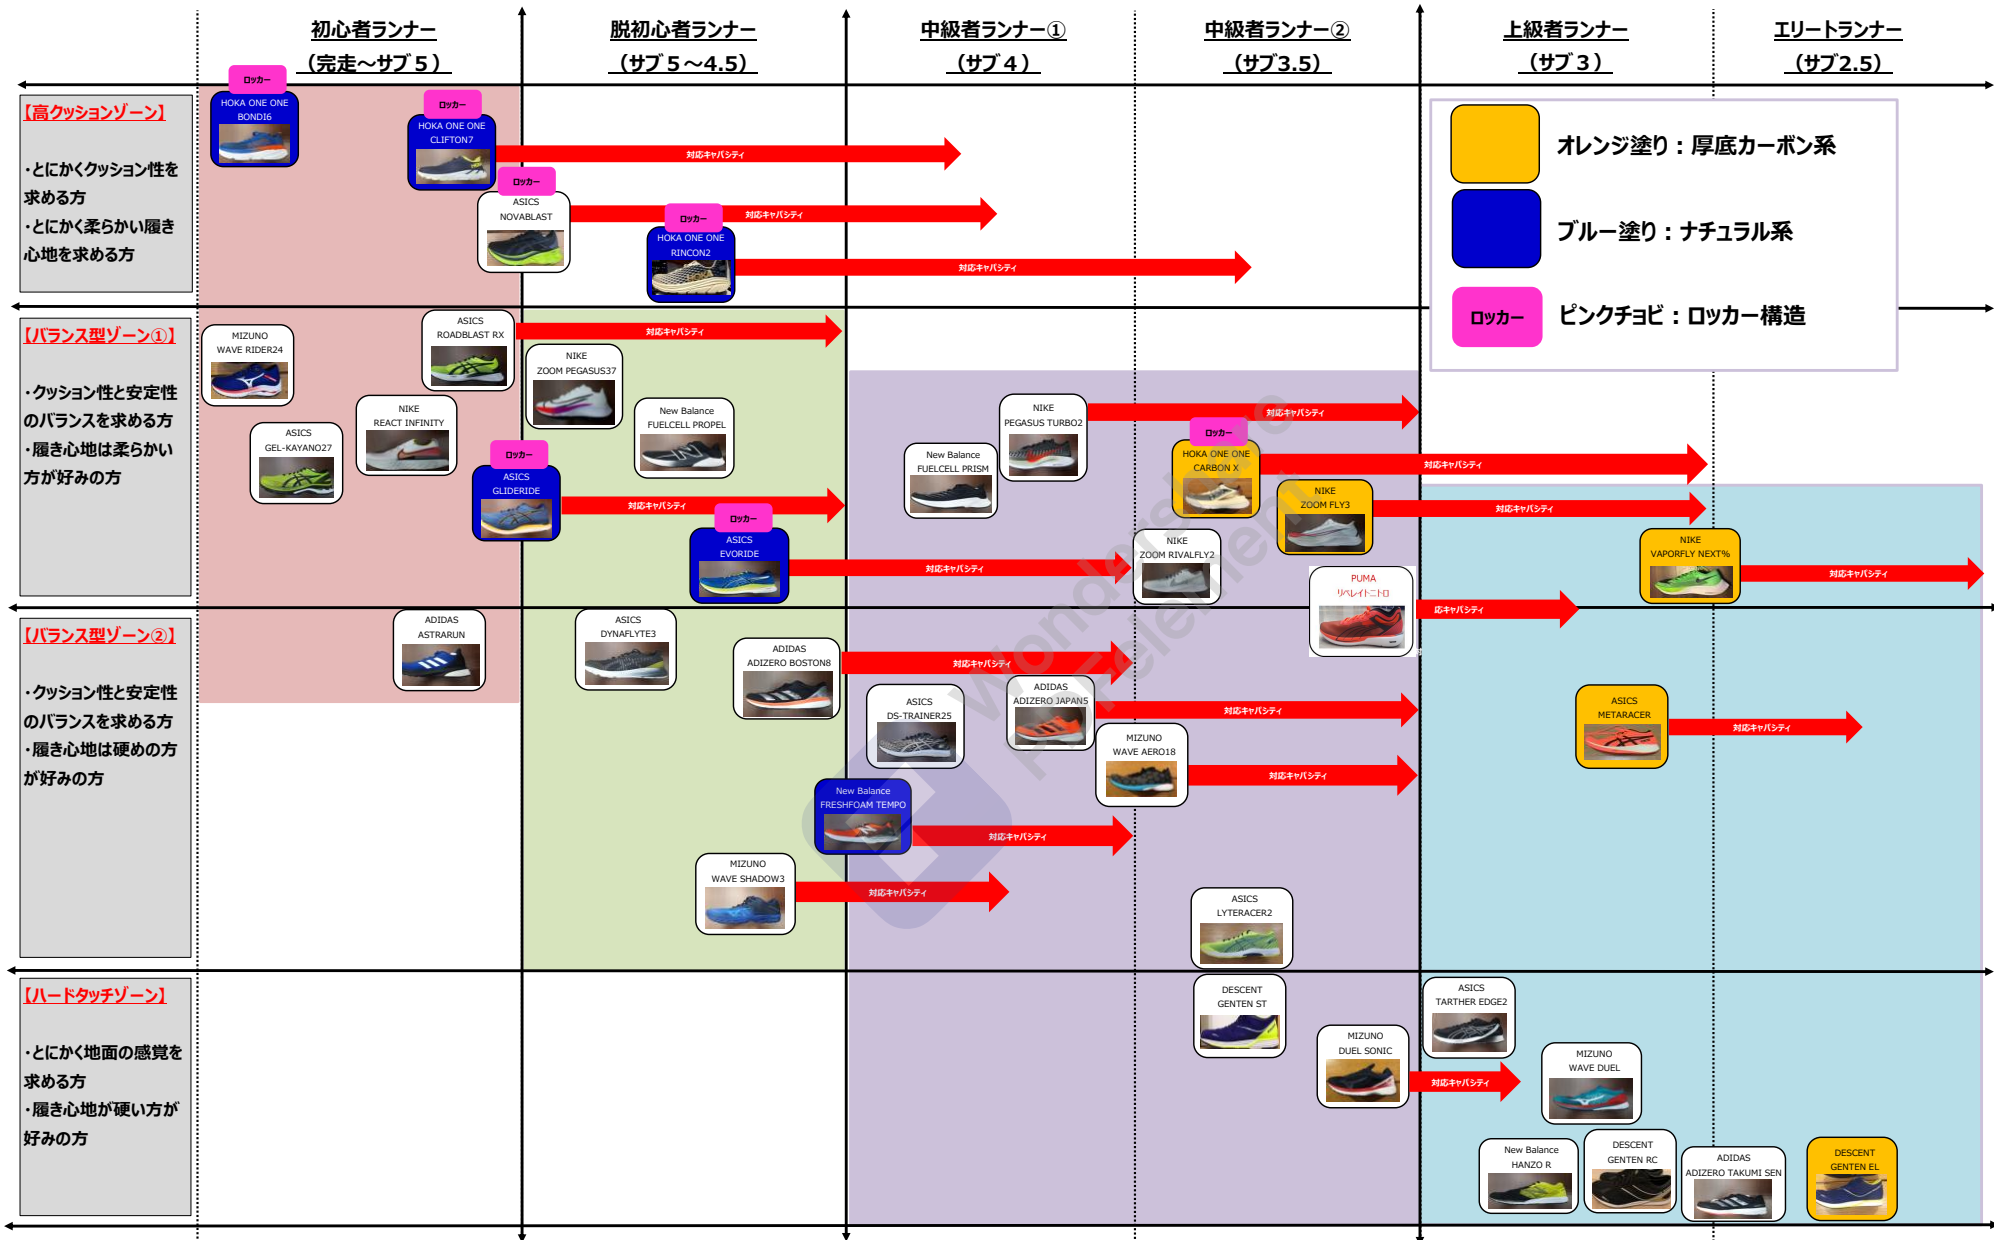 初心者ランナー
（完走～サブ５）
脱初心者ランナー
（サブ５～4.5）
中級者ランナー①
（サブ４）
中級者ランナー②
（サブ3.5）
上級者ランナー
（サブ３）
エリートランナー
（サブ2.5）
【高クッションゾーン】
・とにかくクッション性を
求める方
・とにかく柔らかい履き
心地を求める方
ロッカー
HOKA ONE ONE
BONDI6
ロッカー
HOKA ONE ONE
CLIFTON7
対応キャパシティ
ロッカー
ASICS
NOVABLAST
対応キャパシティ
ロッカー
HOKA ONE ONE
RINCON2
対応キャパシティ
オレンジ塗り：厚底カーボン系
ブルー塗り：ナチュラル系
ロッカー
ピンクチョビ：ロッカー構造
【バランス型ゾーン①】
・クッション性と安定性
のバランスを求める方
・履き心地は柔らかい
方が好みの方
MIZUNO
WAVE RIDER24
ASICS
ROADBLAST RX
対応キャパシティ
ASICS
GEL-KAYANO27
NIKE
REACT INFINITY
ロッカー
ASICS
GLIDERIDE
対応キャパシティ
NIKE
ZOOM PEGASUS37
New Balance
FUELCELL PROPEL
ロッカー
ASICS
EVORIDE
対応キャパシティ
New Balance
FUELCELL PRISM
NIKE
PEGASUS TURBO2
対応キャパシティ
ロッカー
HOKA ONE ONE
CARBON X
対応キャパシティ
NIKE
ZOOM FLY3
対応キャパシティ
NIKE
ZOOM RIVALFLY2
PUMA
リベレイトニトロ
応キャパシティ
NIKE
VAPORFLY NEXT%
対応キャパシティ
【バランス型ゾーン②】
・クッション性と安定性
のバランスを求める方
・履き心地は硬めの方
が好みの方
ADIDAS
ASTRARUN
ASICS
DYNAFLYTE3
ADIDAS
ADIZERO BOSTON8
対応キャパシティ
ASICS
DS-TRAINER25
ADIDAS
ADIZERO JAPAN5
対応キャパシティ
MIZUNO
WAVE AERO18
対応キャパシティ
New Balance
FRESHFOAM TEMPO
対応キャパシティ
MIZUNO
WAVE SHADOW3
対応キャパシティ
ASICS
LYTERACER2
ASICS
METARACER
対応キャパシティ
【ハードタッチゾーン】
・とにかく地面の感覚を
求める方
・履き心地が硬い方が
好みの方
DESCENT
GENTEN ST
MIZUNO
DUEL SONIC
対応キャパシティ
ASICS
TARTHER EDGE2
MIZUNO
WAVE DUEL
New Balance
HANZO R
DESCENT
GENTEN RC
ADIDAS
ADIZERO TAKUMI SEN
DESCENT
GENTEN EL
Wondershare
PDFelement